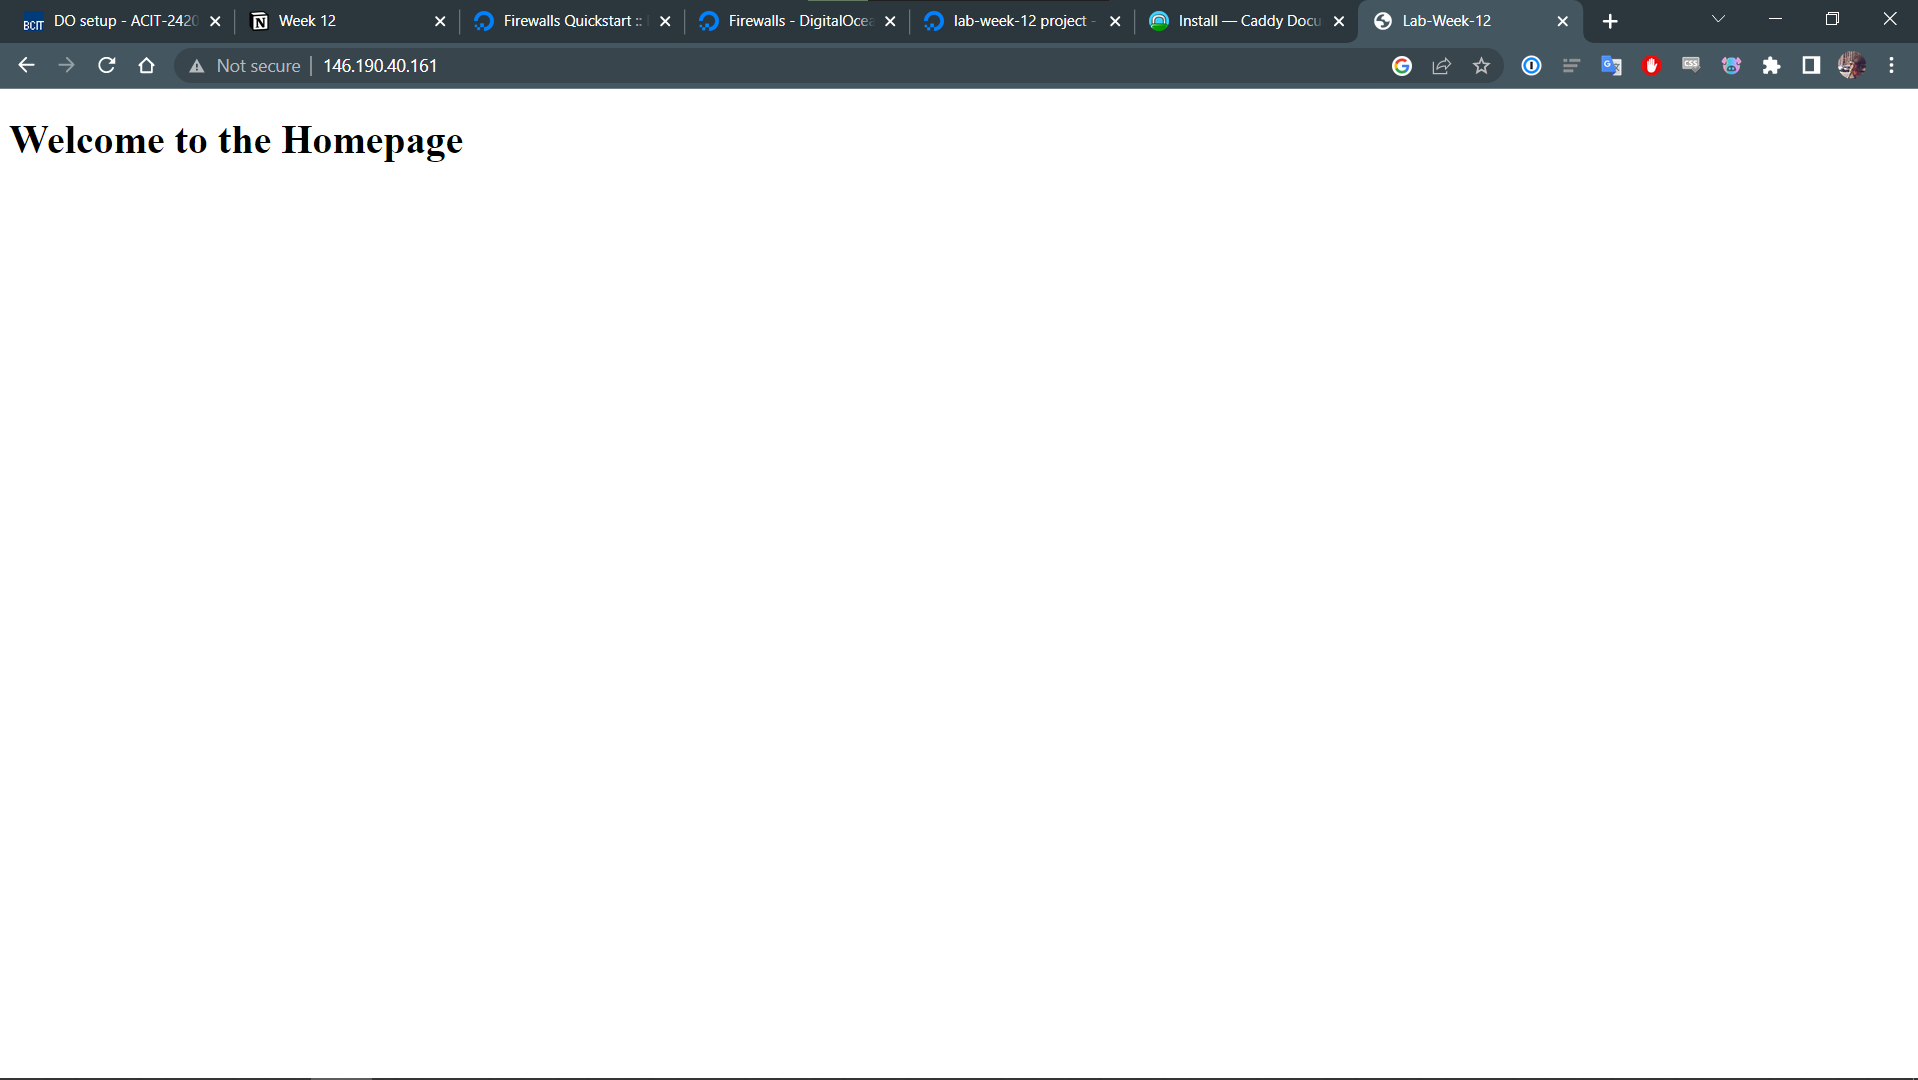 BCIT DO setup - ACIT-2420
Week 12
Firewalls Quickstart ::
Firewalls - DigitalOcea
lab-week-12 project -
Install — Caddy Docu
Lab-Week-12
Not secure
146.190.40.161
Welcome to the Homepage